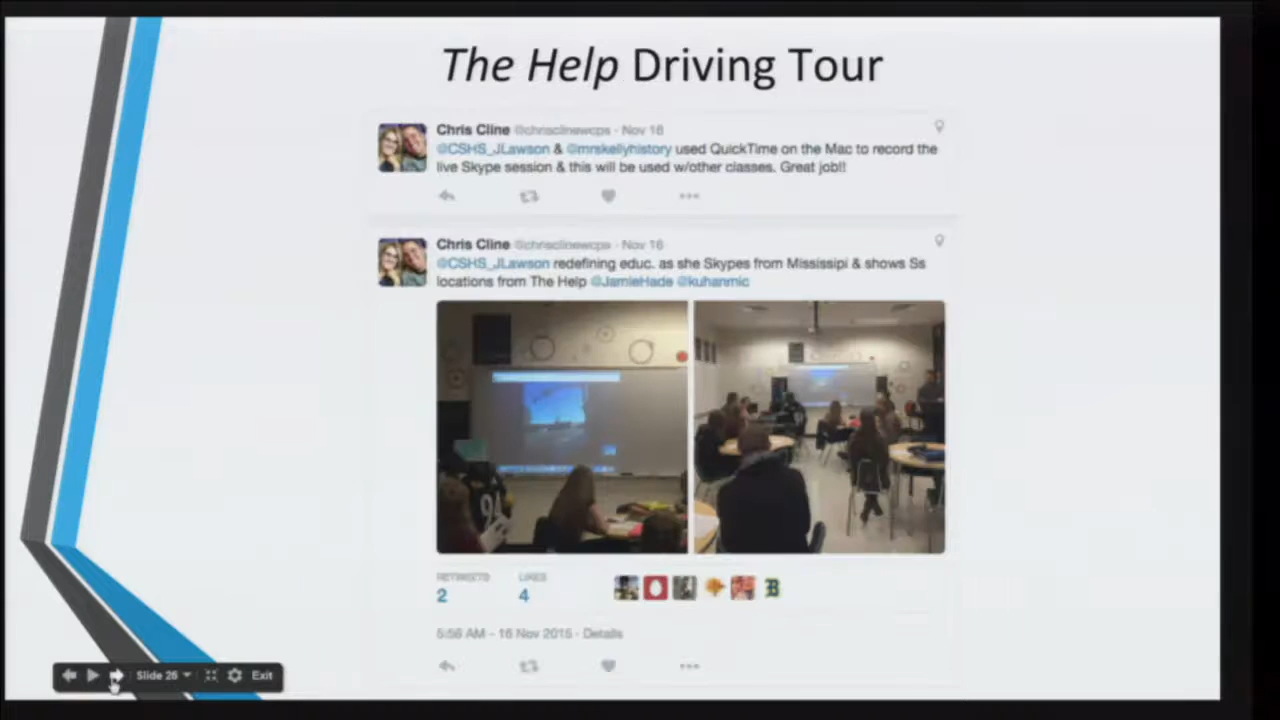 The Help Driving Tour
Chris Cline @chrisclinewcps · Nov 16
@CSHS_JLawson & @mrskellyhistory used QuickTime on the Mac to record the
live Skype session & this will be used w/other classes. Great job!!
Chris Cline @chrisclinewcps · Nov 16
@CSHS_JLawson redefining educ. as she Skypes from Mississipi & shows Ss
locations from The Help @JamieHade @kuhanmic
94
RETWEETS LIKES
2 4
B
5:56 AM - 16 Nov 2015 · Details
Slide 26 Exit